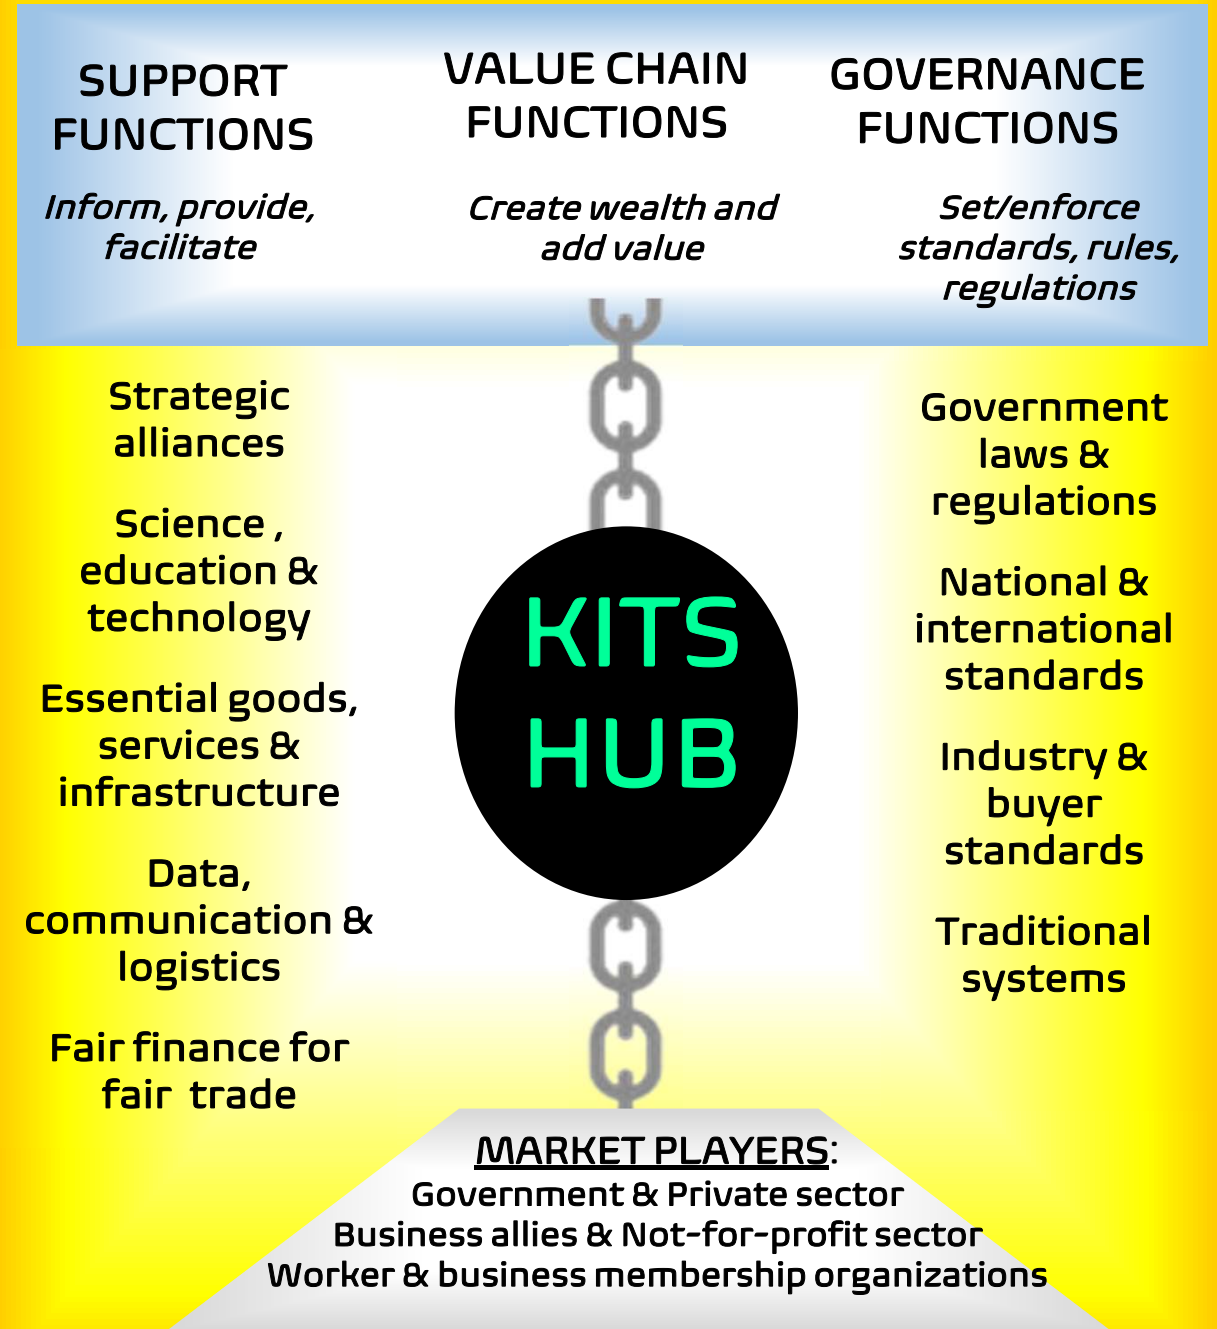 SUPPORT
FUNCTIONS
Inform, provide,
facilitate
VALUE CHAIN
FUNCTIONS
Create wealth and
add value
GOVERNANCE
FUNCTIONS
Set/enforce
standards, rules,
regulations
Strategic
alliances
Science ,
education &
technology
Essential goods,
services &
infrastructure
Data,
communication &
logistics
Fair finance for
fair trade
KITS
HUB
Government
laws &
regulations
National &
international
standards
Industry &
buyer
standards
Traditional
systems
MARKET PLAYERS:
Government & Private sector
Business allies & Not-for-profit sector
Worker & business membership organizations